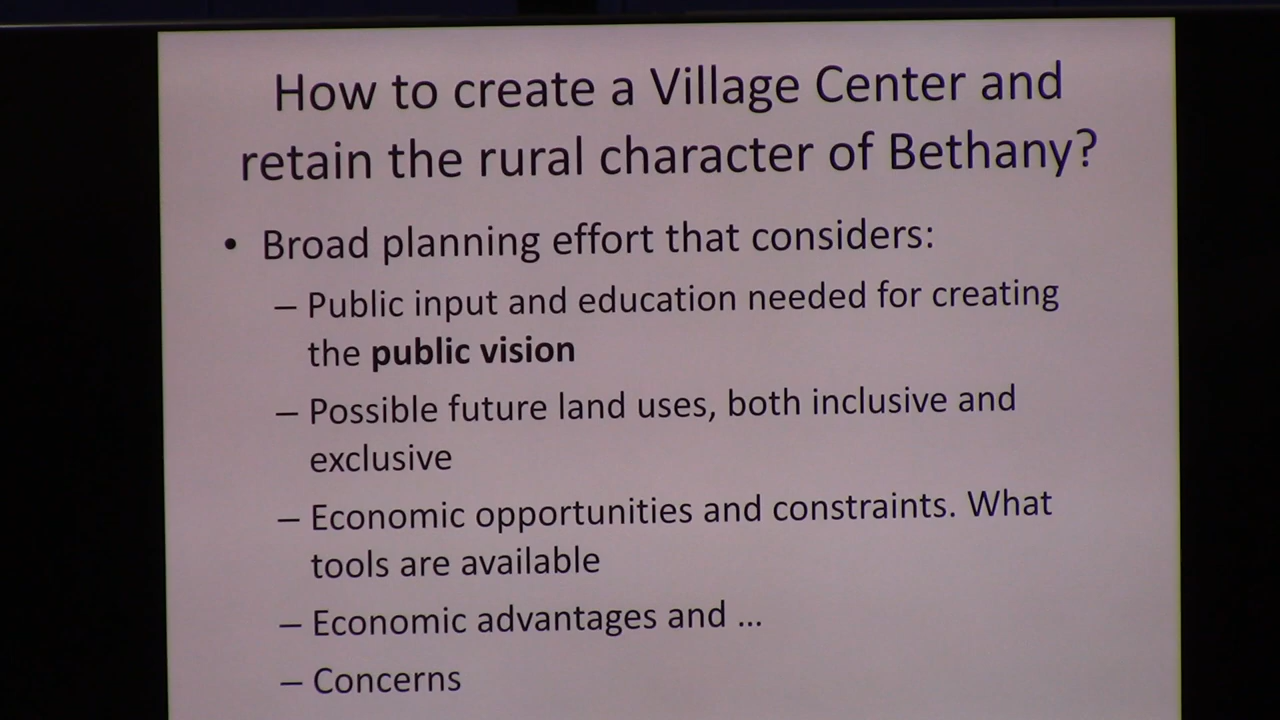 How to create a Village Center and
retain the rural character of Bethany?
• Broad planning effort that considers:
– Public input and education needed for creating
the public vision
– Possible future land uses, both inclusive and
exclusive
– Economic opportunities and constraints. What
tools are available
– Economic advantages and …
– Concerns